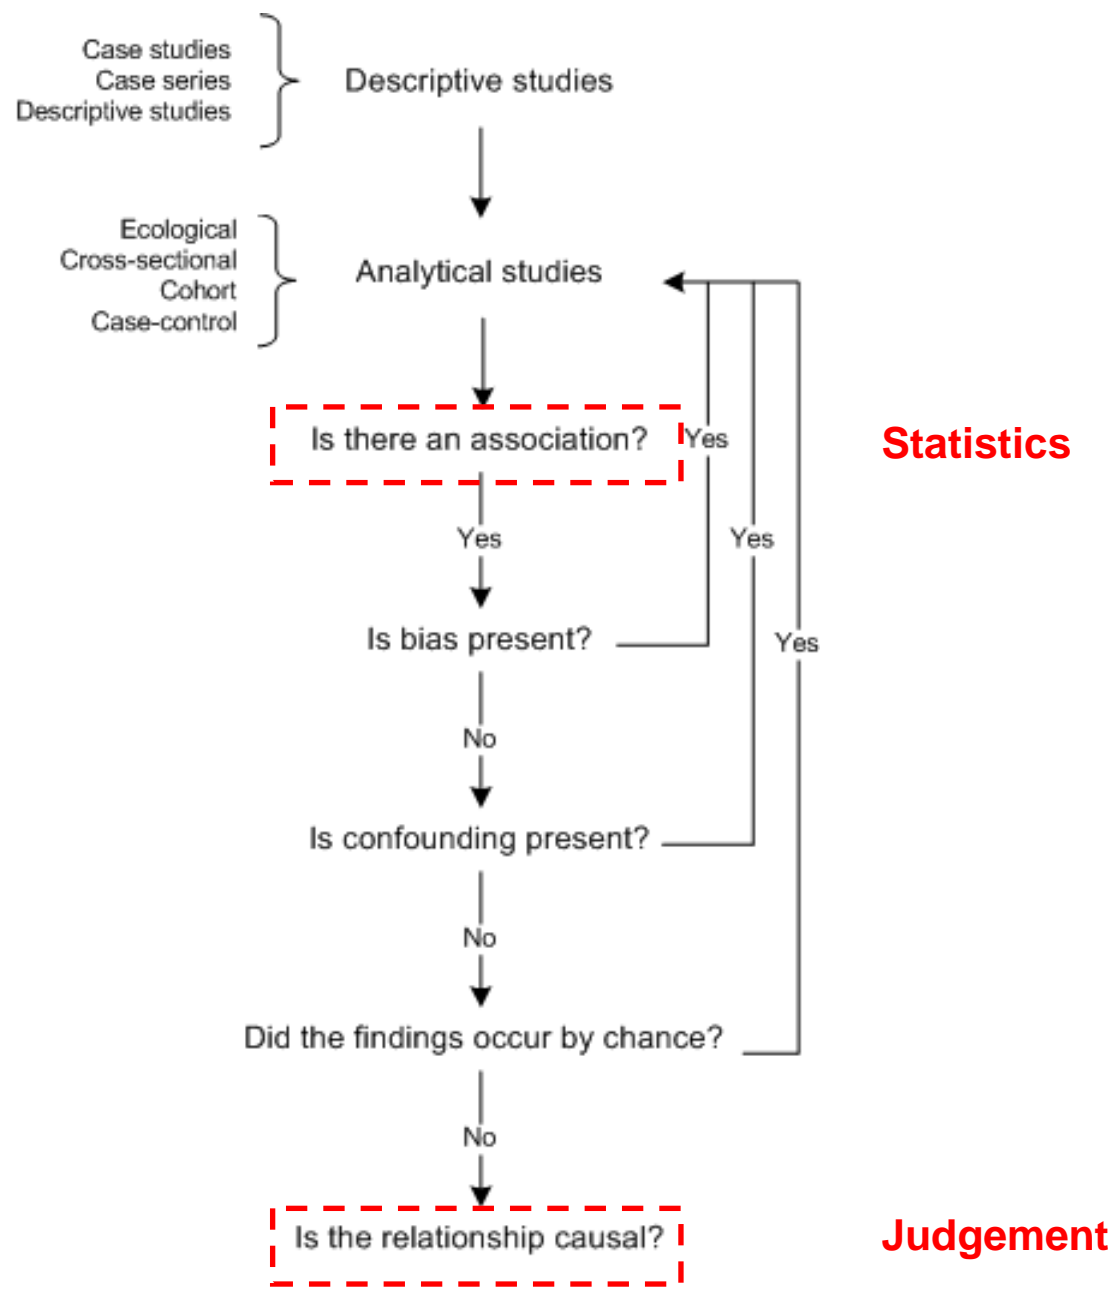 Case studies
Case series
Descriptive studies
Descriptive studies
Ecological
Cross-sectional
Cohort
Case-control
Analytical studies
Is there an association?
Yes
Statistics
Yes
Yes
Is bias present?
Yes
No
Is confounding present?
No
Did the findings occur by chance?
No
Is the relationship causal?
Judgement